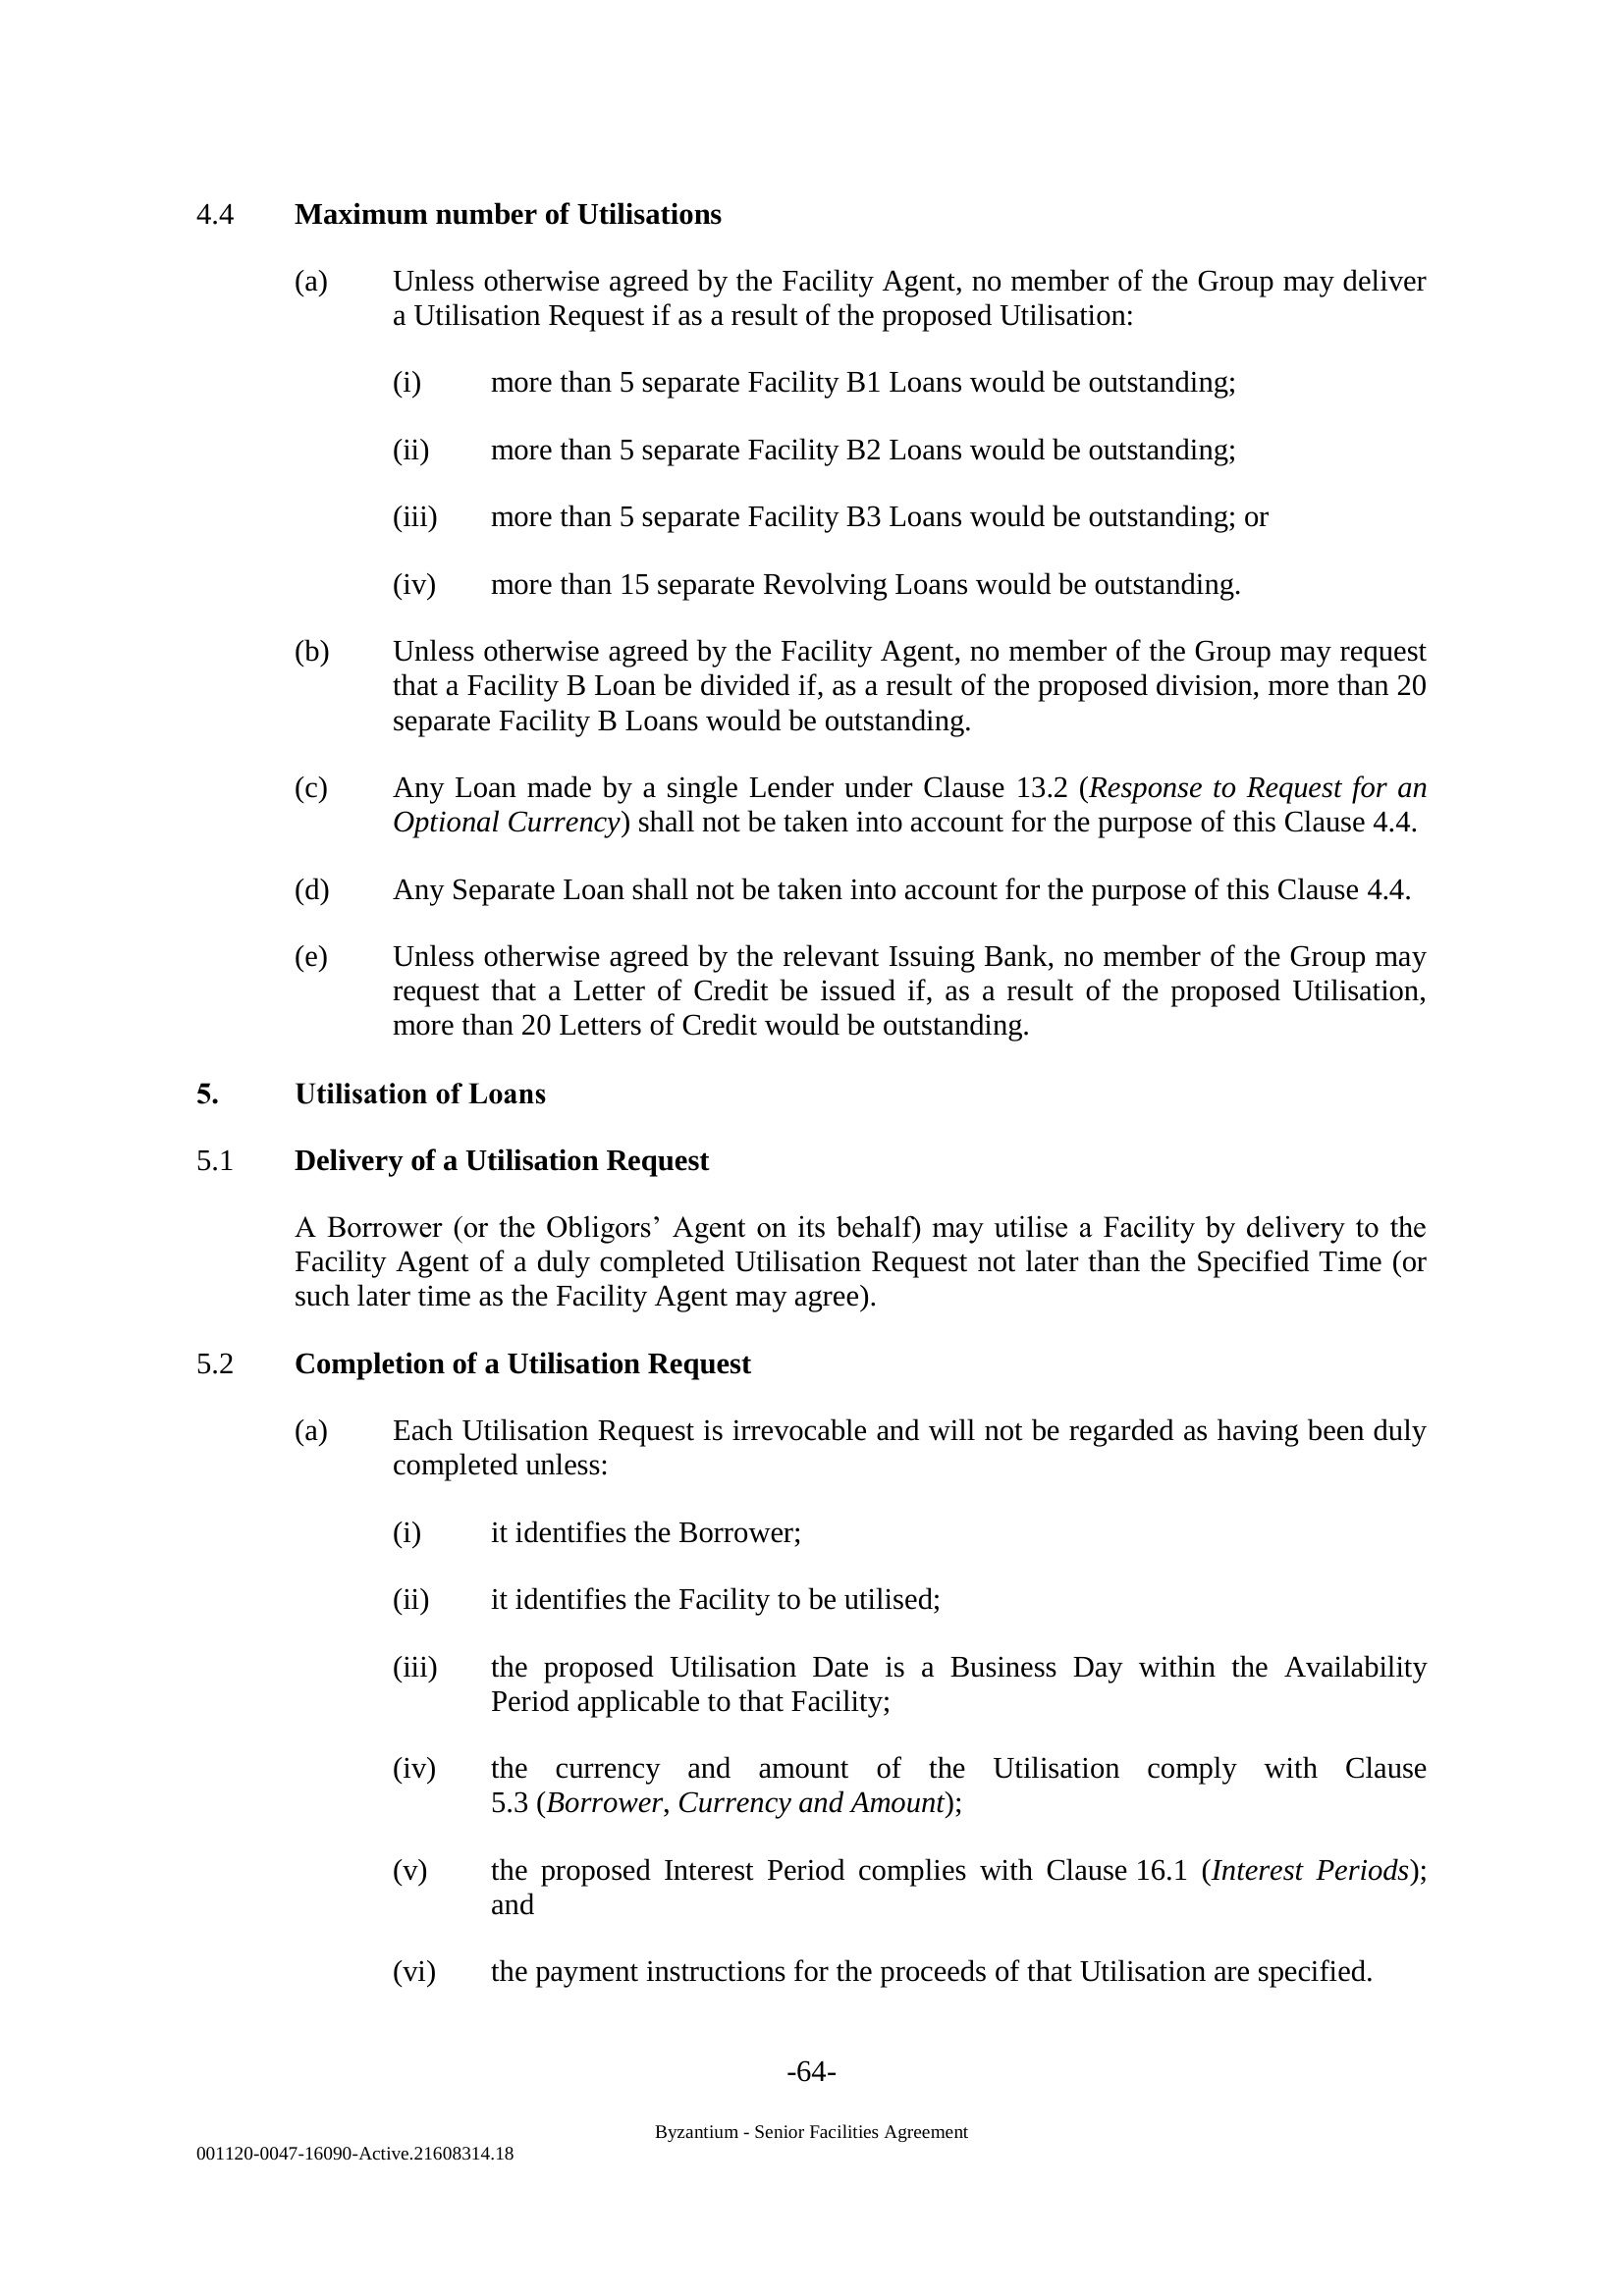 4.4 Maximum number of Utilisations
(a) Unless otherwise agreed by the Facility Agent, no member of the Group may deliver
a Utilisation Request if as a result of the proposed Utilisation:
(i) more than 5 separate Facility B1 Loans would be outstanding;
(ii) more than 5 separate Facility B2 Loans would be outstanding;
(iii) more than 5 separate Facility B3 Loans would be outstanding; or
(iv) more than 15 separate Revolving Loans would be outstanding.
(b) Unless otherwise agreed by the Facility Agent, no member of the Group may request
that a Facility B Loan be divided if, as a result of the proposed division, more than 20
separate Facility B Loans would be outstanding.
(c) Any Loan made by a single Lender under Clause 13.2 (Response to Request for an
Optional Currency) shall not be taken into account for the purpose of this Clause 4.4.
(d) Any Separate Loan shall not be taken into account for the purpose of this Clause 4.4.
(e) Unless otherwise agreed by the relevant Issuing Bank, no member of the Group may
request that a Letter of Credit be issued if, as a result of the proposed Utilisation,
more than 20 Letters of Credit would be outstanding.
5. Utilisation of Loans
5.1 Delivery of a Utilisation Request
A Borrower (or the Obligors’ Agent on its behalf) may utilise a Facility by delivery to the
Facility Agent of a duly completed Utilisation Request not later than the Specified Time (or
such later time as the Facility Agent may agree).
5.2 Completion of a Utilisation Request
(a) Each Utilisation Request is irrevocable and will not be regarded as having been duly
completed unless:
(i) it identifies the Borrower;
(ii) it identifies the Facility to be utilised;
(iii) the proposed Utilisation Date is a Business Day within the Availability
Period applicable to that Facility;
(iv) the currency and amount of the Utilisation comply with Clause
5.3 (Borrower, Currency and Amount);
(v) the proposed Interest Period complies with Clause 16.1 (Interest Periods);
and
(vi) the payment instructions for the proceeds of that Utilisation are specified.
-64-
Byzantium - Senior Facilities Agreement
001120-0047-16090-Active.21608314.18